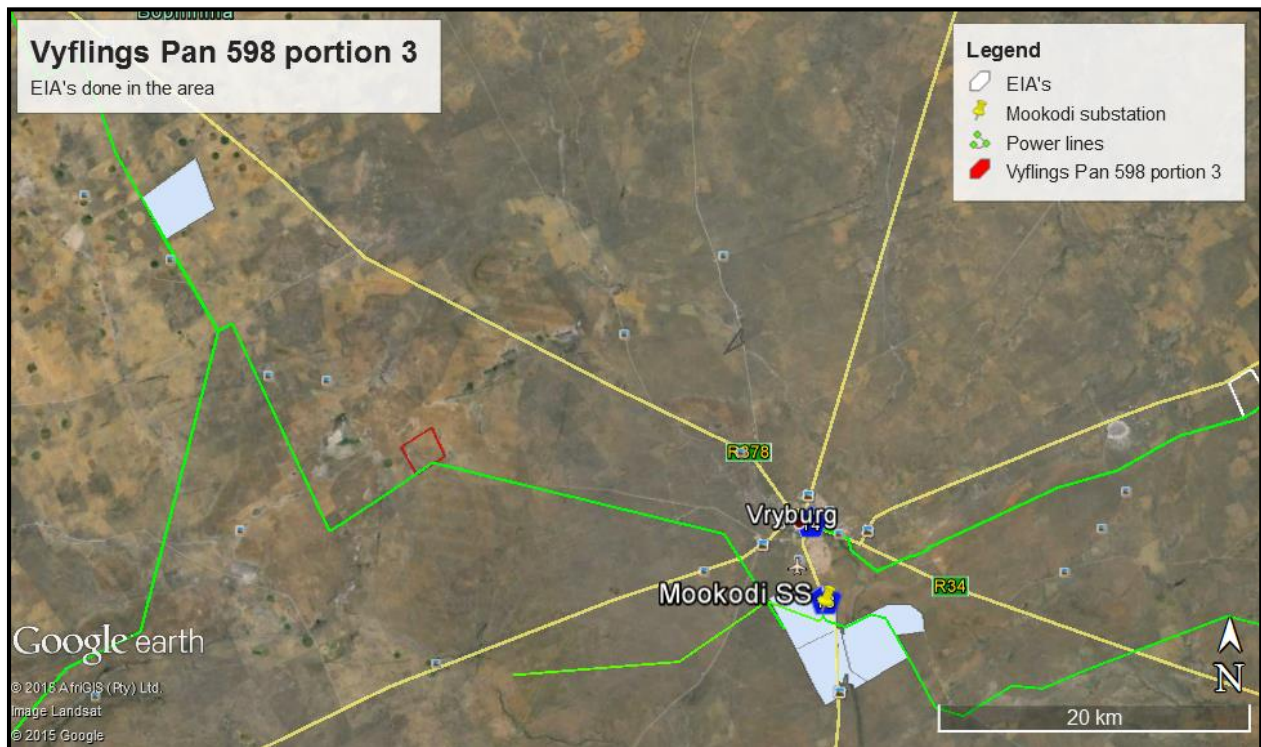 Vyflings Pan 598 portion 3
EIA's done in the area
Legend
EIA's
Mookodi substation
Power lines
Vyflings Pan 598 portion 3
R378
Vryburg
Mookodi SS
R34
Google earth
© 2015 AfriGIS (Pty) Ltd.
Image Landsat
© 2015 Google
N
20 km